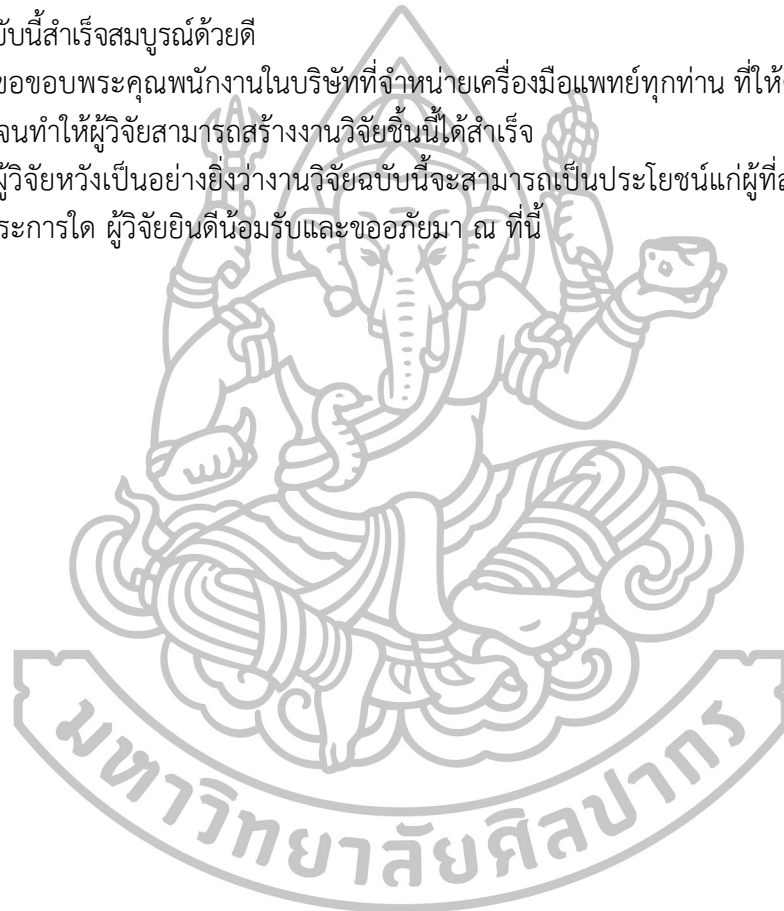 บับนี้สำเร็จสมบูรณ์ด้วยดี
ขอขอบพระคุณพนักงานในบริษัทที่จำหน่ายเครื่องมือแพทย์ทุกท่าน ที่ให้
จนทำให้ผู้วิจัยสามารถสร้างงานวิจัยชิ้นนี้ได้สำเร็จ
ผู้วิจัยหวังเป็นอย่างยิ่งว่างานวิจัยฉบับนี้จะสามารถเป็นประโยชน์แก่ผู้ที่
ระการใด ผู้วิจัยยินดีน้อมรับและขออภัยมา ณ ที่นี้
มหาวิทยาลัยศิลปากร